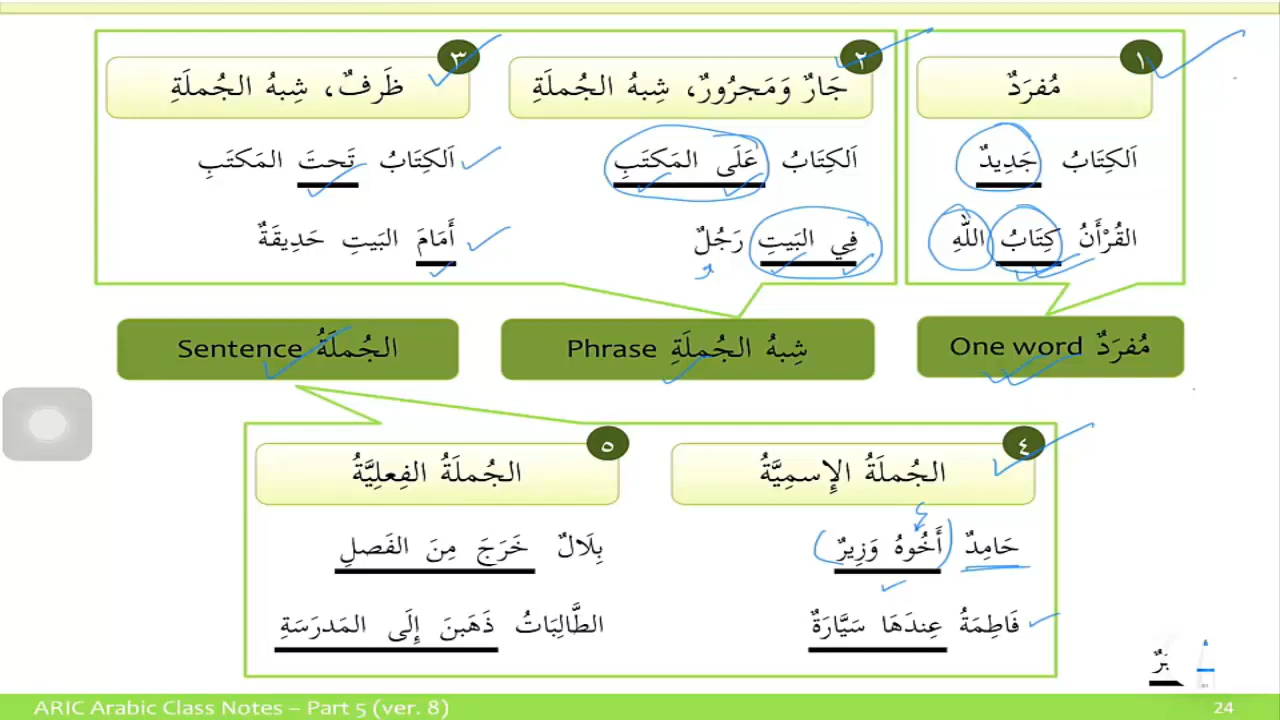 ١
مُفرَدٌ
اَلكِتَابُ جَدِيدٌ
القُرْأَنُ كِتَابُ اللّٰهِ
٢
جَارٌ وَمَجرُورٌ، شِبهُ الجُملَةِ
اَلكِتَابُ عَلَى المَكتَبِ
فِي البَيتِ رَجُلٌ
٣
ظَرفٌ، شِبهُ الجُملَةِ
اَلكِتَابُ تَحتَ المَكتَبِ
أَمَامَ البَيتِ حَدِيقَةٌ
One word مُفرَدٌ
Phrase شِبهُ الجُملَةِ
Sentence الجُملَةُ
٤
الجُملَةُ الإِسمِيَّةُ
حَامِدٌ أَخُوهُ وَزِيرٌ
فَاطِمَةُ عِندَهَا سَيَّارَةٌ
٥
الجُملَةُ الفِعلِيَّةُ
بِلَالٌ خَرَجَ مِنَ الفَصلِ
الطَّالِبَاتُ ذَهَبنَ إِلَى المَدرَسَةِ
ARIC Arabic Class Notes – Part 5 (ver. 8)
24